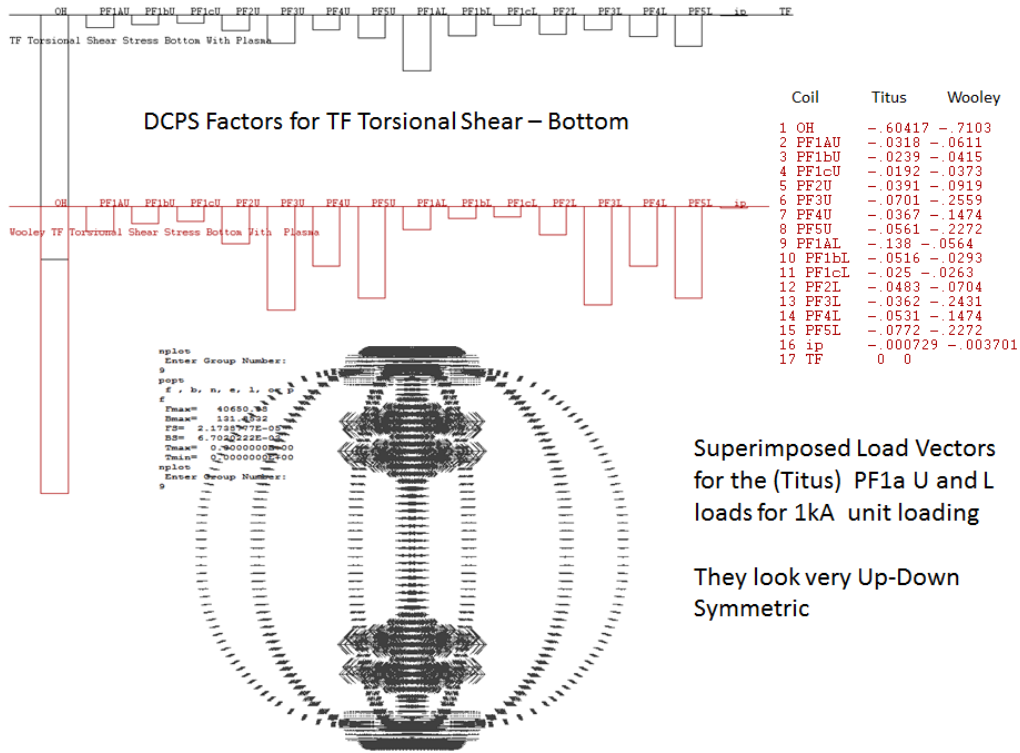 OH PF1AU PF1bU PF1cU PF2U PF3U PF4U PF5U PF1AL PF1bL PF1cL PF2L PF3L PF4L PF5L ip TF
TF Torsional Shear Stress Bottom With Plasma
DCPS Factors for TF Torsional Shear – Bottom
OH PF1AU PF1bU PF1cU PF2U PF3U PF4U PF5U PF1AL PF1bL PF1cL PF2L PF3L PF4L PF5L ip
Wooley TF Torsional Shear Stress Bottom With Plasma
Coil Titus Wooley
1 OH -.60417 -.7103
2 PF1AU -.0318 -.0611
3 PF1bU -.0239 -.0415
4 PF1cU -.0192 -.0373
5 PF2U -.0391 -.0919
6 PF3U -.0701 -.2559
7 PF4U -.0367 -.1474
8 PF5U -.0561 -.2272
9 PF1AL -.138 -.0564
10 PF1bL -.0516 -.0293
11 PF1cL -.025 -.0263
12 PF2L -.0483 -.0704
13 PF3L -.0362 -.2431
14 PF4L -.0531 -.1474
15 PF5L -.0772 -.2272
16 ip -.000729 -.003701
17 TF 0 0
nplot
Enter Group Number:
9
popt
f , b, n, e, l, or p
f
Fmax=
Bmax=
FS=
BS=
Tmax=
Tmin=
nplot
Enter Group Number:
9
Superimposed Load Vectors
for the (Titus) PF1a U and L
loads for 1kA unit loading
They look very Up-Down
Symmetric